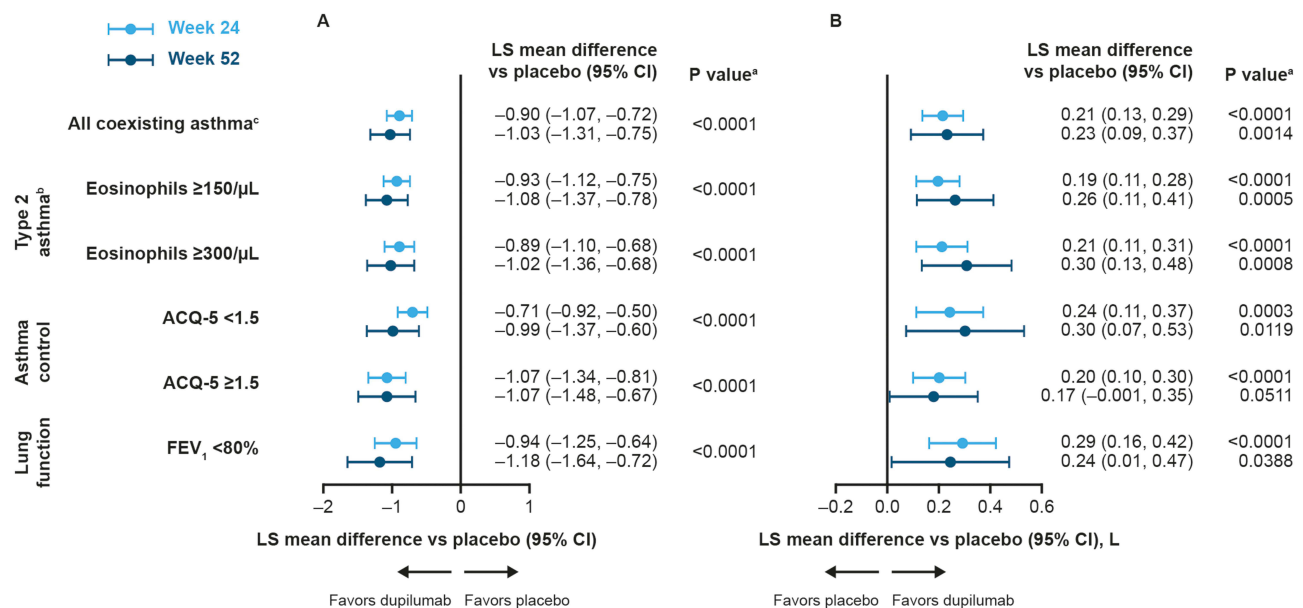 Week 24
Week 52
A
LS mean difference
vs placebo (95% CI)
P valueᵃ
B
LS mean difference
vs placebo (95% CI)
P valueᵃ
All coexisting asthmaᶜ
–0.90 (–1.07, –0.72)
–1.03 (–1.31, –0.75)
<0.0001
0.21 (0.13, 0.29)
<0.0001
0.23 (0.09, 0.37)
0.0014
Type 2
asthmaᵇ
Eosinophils ≥150/µL
–0.93 (–1.12, –0.75)
–1.08 (–1.37, –0.78)
<0.0001
0.19 (0.11, 0.28)
<0.0001
0.26 (0.11, 0.41)
0.0005
Eosinophils ≥300/µL
–0.89 (–1.10, –0.68)
–1.02 (–1.36, –0.68)
<0.0001
0.21 (0.11, 0.31)
<0.0001
0.30 (0.13, 0.48)
0.0008
Asthma
control
ACQ-5 <1.5
–0.71 (–0.92, –0.50)
–0.99 (–1.37, –0.60)
<0.0001
0.24 (0.11, 0.37)
0.0003
0.30 (0.07, 0.53)
0.0119
ACQ-5 ≥1.5
–1.07 (–1.34, –0.81)
–1.07 (–1.48, –0.67)
<0.0001
0.20 (0.10, 0.30)
<0.0001
0.17 (–0.001, 0.35)
0.0511
Lung
function
FEV₁ <80%
–0.94 (–1.25, –0.64)
–1.18 (–1.64, –0.72)
<0.0001
0.29 (0.16, 0.42)
<0.0001
0.24 (0.01, 0.47)
0.0388
–2 –1 0 1
–0.2 0.0 0.2 0.4 0.6
LS mean difference vs placebo (95% CI)
LS mean difference vs placebo (95% CI), L
Favors dupilumab Favors placebo
Favors placebo Favors dupilumab